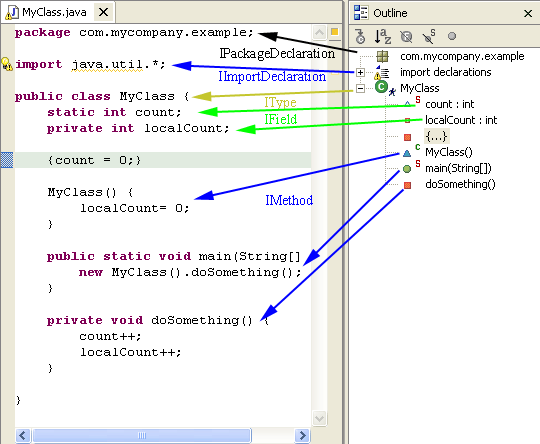 MyClass.java
package com.mycompany.example;
IPackageDeclaration
import java.util.*;
IImportDeclaration
public class MyClass {
IType
static int count;
IField
private int localCount;
{count = 0;}
MyClass() {
IMethod
localCount= 0;
}
public static void main(String[]
new MyClass().doSomething();
}
private void doSomething() {
count++;
localCount++;
}
}
Outline
com.mycompany.example
import declarations
MyClass
S count : int
localCount : int
{...}
C MyClass()
S main(String[])
doSomething()